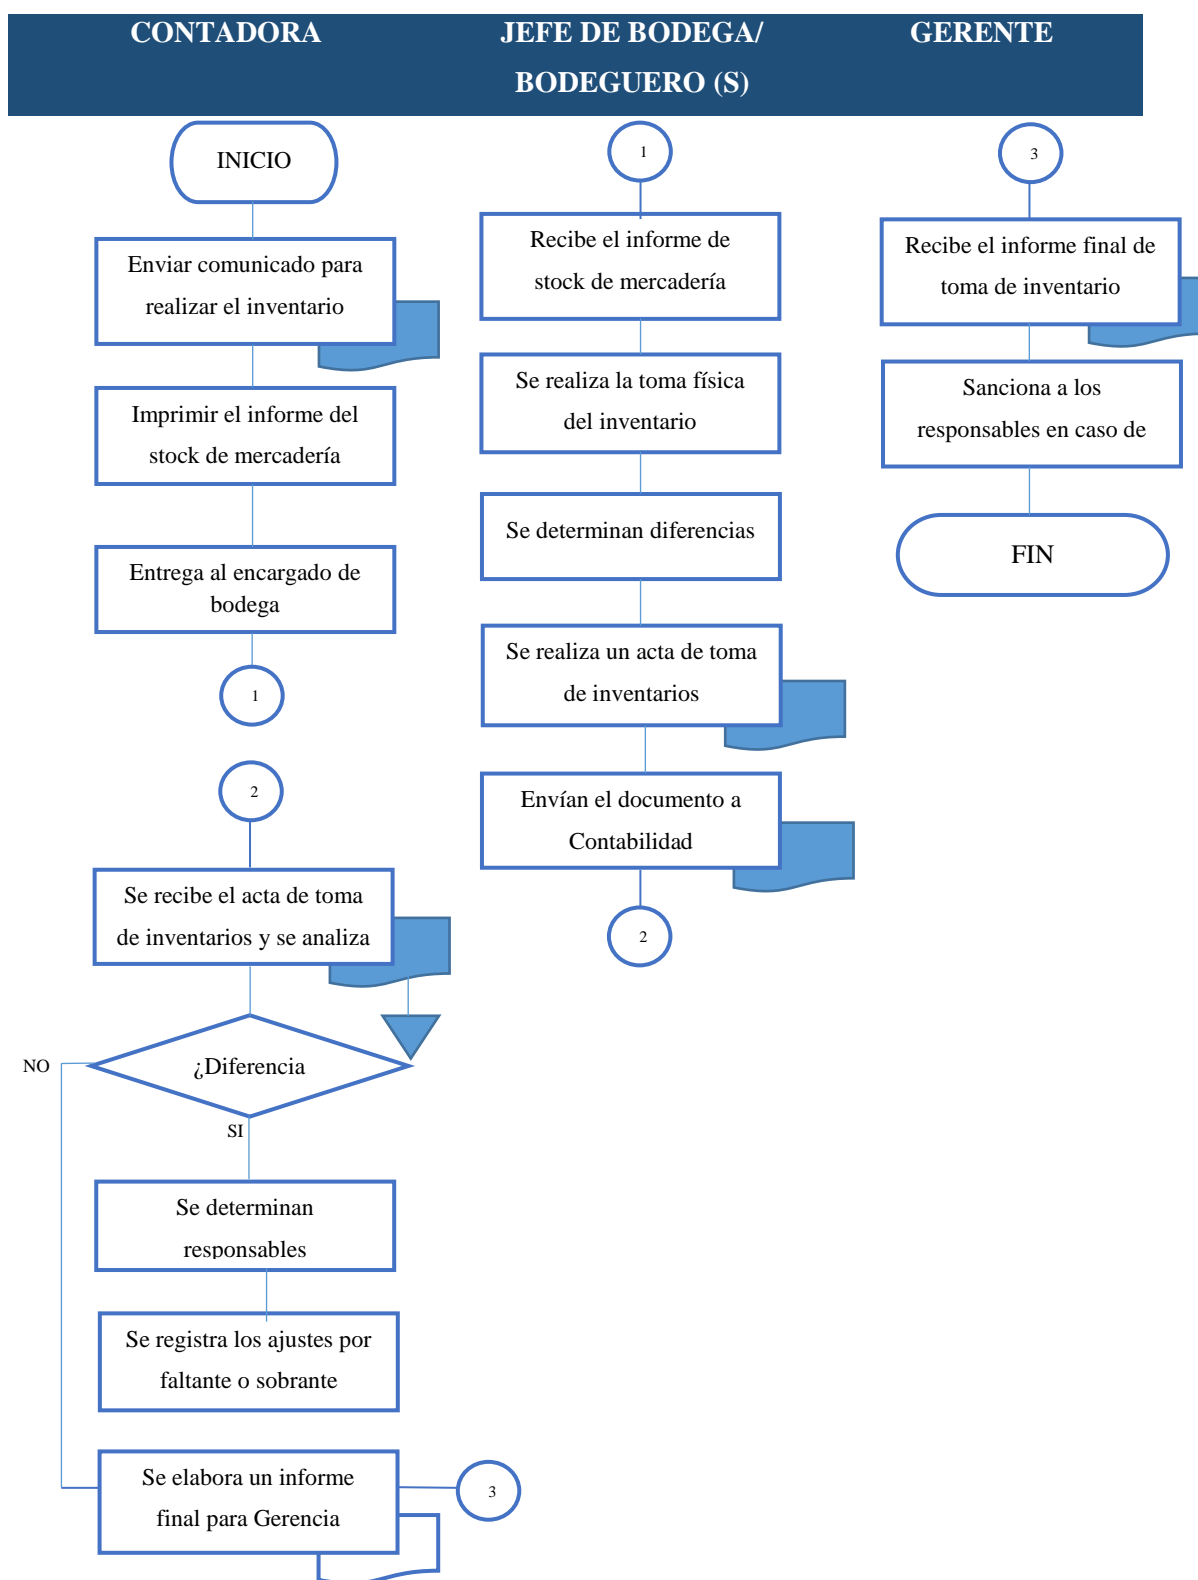 CONTADORA
JEFE DE BODEGA/
BODEGUERO (S)
GERENTE
INICIO
Enviar comunicado para
realizar el inventario
Imprimir el informe del
stock de mercadería
Entrega al encargado de
bodega
1
2
Se recibe el acta de toma
de inventarios y se analiza
¿Diferencia
NO
SI
Se determinan
responsables
Se registra los ajustes por
faltante o sobrante
Se elabora un informe
final para Gerencia
3
1
Recibe el informe de
stock de mercadería
Se realiza la toma física
del inventario
Se determinan diferencias
Se realiza un acta de toma
de inventarios
Envían el documento a
Contabilidad
2
3
Recibe el informe final de
toma de inventario
Sanciona a los
responsables en caso de
FIN